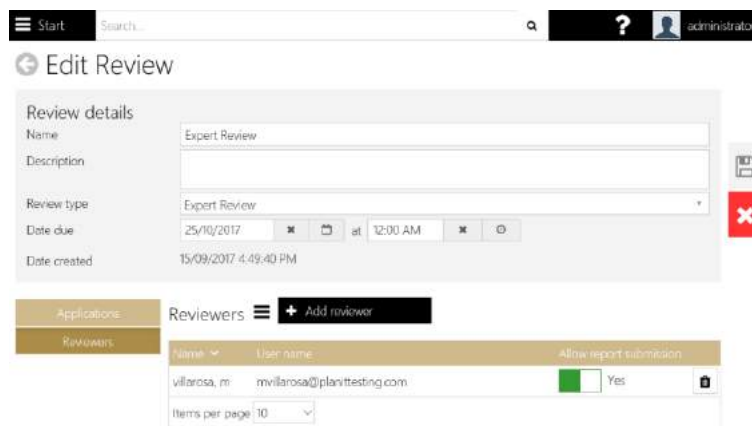 Start Search... ? administrator
Edit Review
Review details
Name Expert Review
Description
Review type Expert Review
Date due 25/10/2017 at 12:00 AM
Date created 15/09/2017 4:49:40 PM
Applications Reviewers + Add reviewer
Reviewers
Name User name Allow report submission
villarosa, m mvillarosa@planittesting.com Yes
Items per page 10